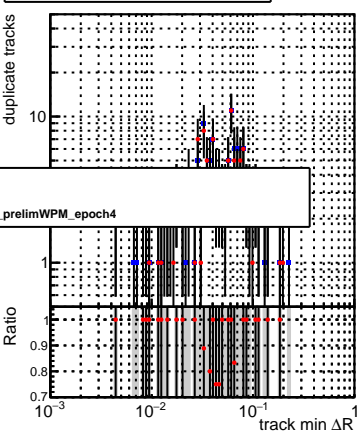 duplicate tracks
10
_prelimWPM_epoch4
1
Ratio
1
0.9
0.8
0.7
10⁻³ 10⁻² 10⁻¹ 1
track min ΔR